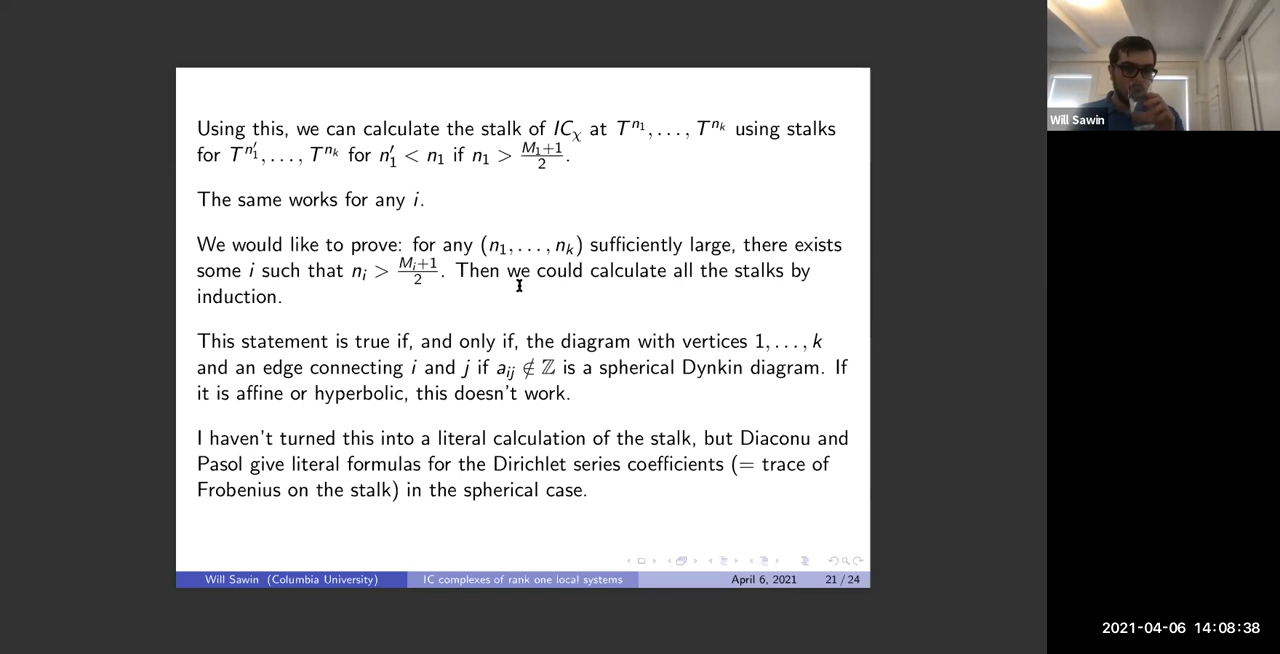 Using this, we can calculate the stalk of IC_χ at T^{n_1}, . . . , T^{n_k} using stalks
for T^{n'_1}, . . . , T^{n_k} for n'_1 < n_1 if n_1 > \frac{M_1+1}{2}.
The same works for any i.
We would like to prove: for any (n_1, . . . , n_k) sufficiently large, there exists
some i such that n_i > \frac{M_i+1}{2}. Then we could calculate all the stalks by
induction.
This statement is true if, and only if, the diagram with vertices 1, . . . , k
and an edge connecting i and j if a_{ij} ∉ ℤ is a spherical Dynkin diagram. If
it is affine or hyperbolic, this doesn't work.
I haven't turned this into a literal calculation of the stalk, but Diaconu and
Pasol give literal formulas for the Dirichlet series coefficients (= trace of
Frobenius on the stalk) in the spherical case.
Will Sawin (Columbia University) IC complexes of rank one local systems April 6, 2021 21 / 24
Will Sawin
2021-04-06 14:08:38